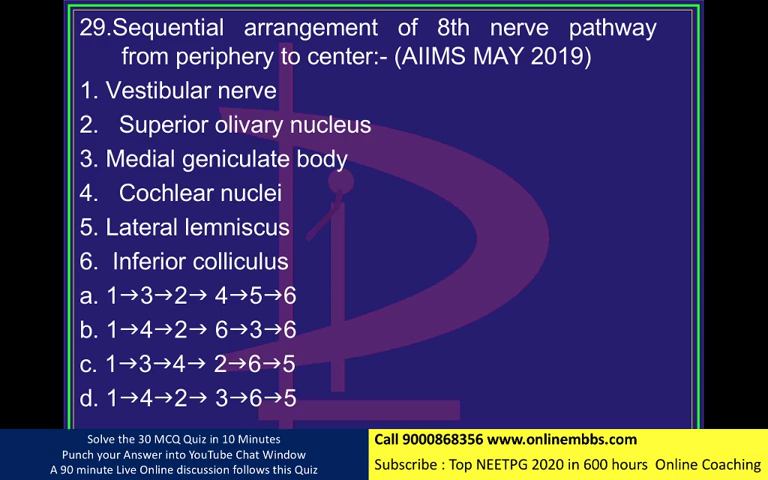 29.Sequential arrangement of 8th nerve pathway
from periphery to center:- (AIIMS MAY 2019)
1. Vestibular nerve
2. Superior olivary nucleus
3. Medial geniculate body
4. Cochlear nuclei
5. Lateral lemniscus
6. Inferior colliculus
a. 1→3→2→ 4→5→6
b. 1→4→2→ 6→3→6
c. 1→3→4→ 2→6→5
d. 1→4→2→ 3→6→5
Solve the 30 MCQ Quiz in 10 Minutes
Punch your Answer into YouTube Chat Window
A 90 minute Live Online discussion follows this Quiz
Call 9000868356 www.onlinembbs.com
Subscribe : Top NEETPG 2020 in 600 hours Online Coaching